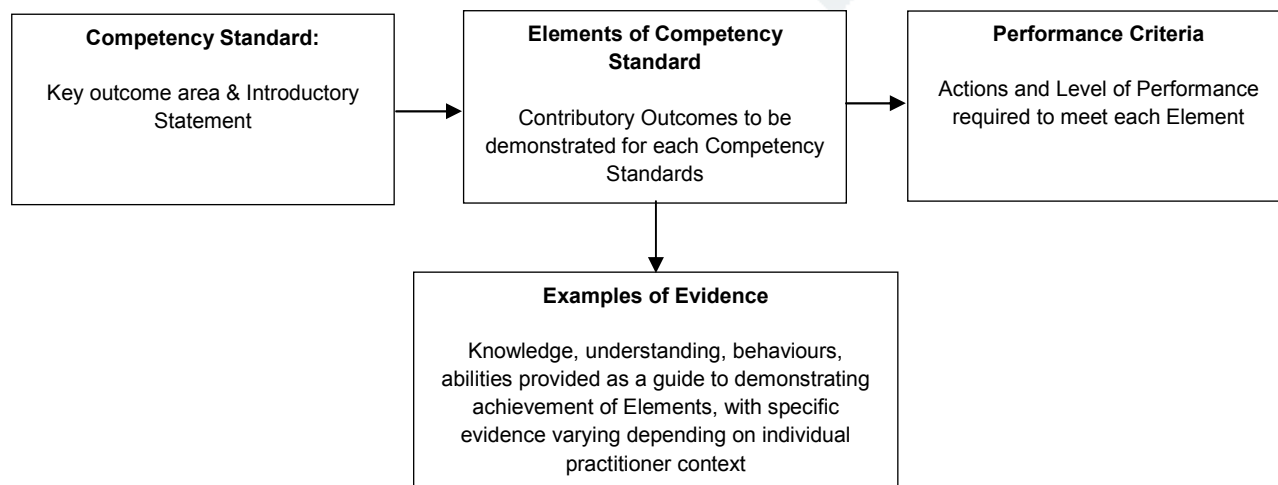 Competency Standard:
Key outcome area & Introductory
Statement
Elements of Competency
Standard
Contributory Outcomes to be
demonstrated for each Competency
Standards
Performance Criteria
Actions and Level of Performance
required to meet each Element
Examples of Evidence
Knowledge, understanding, behaviours,
abilities provided as a guide to demonstrating
achievement of Elements, with specific
evidence varying depending on individual
practitioner context